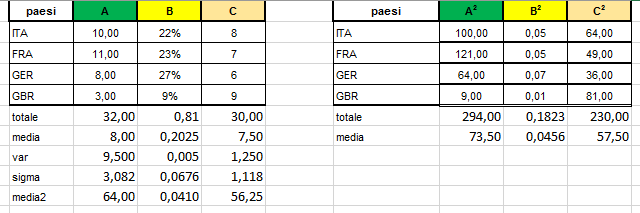 paesi A B C paesi A² B² C²
ITA 10,00 22% 8 ITA 100,00 0,05 64,00
FRA 11,00 23% 7 FRA 121,00 0,05 49,00
GER 8,00 27% 6 GER 64,00 0,07 36,00
GBR 3,00 9% 9 GBR 9,00 0,01 81,00
totale 32,00 0,81 30,00 totale 294,00 0,1823 230,00
media 8,00 0,2025 7,50 media 73,50 0,0456 57,50
var 9,500 0,005 1,250
sigma 3,082 0,0676 1,118
media2 64,00 0,0410 56,25